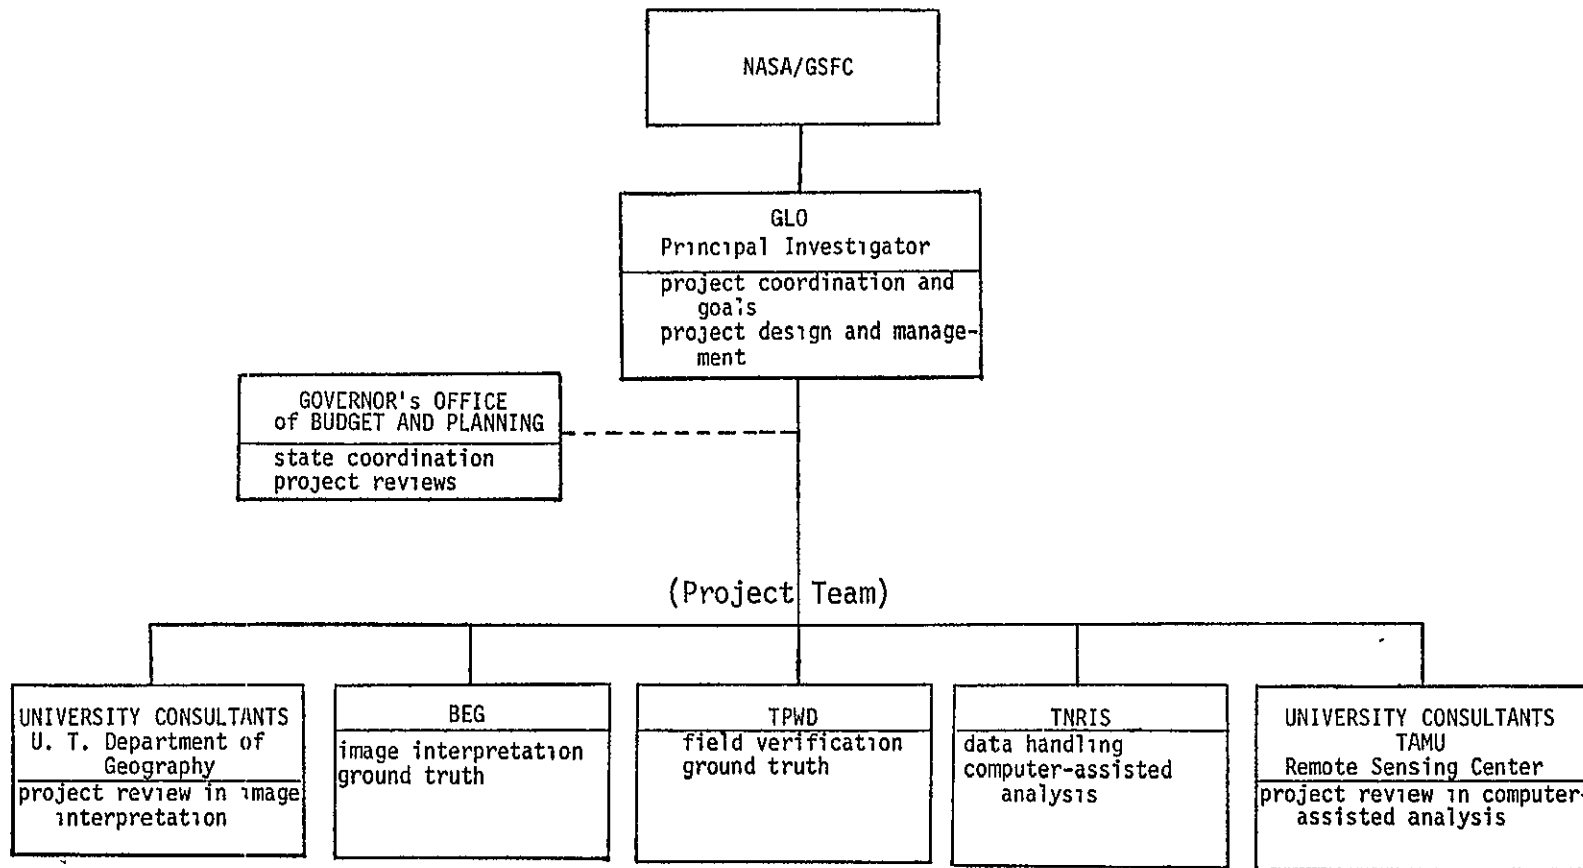 NASA/GSFC
GLO
Principal Investigator
project coordination and
goals
project design and manage-
ment
GOVERNOR's OFFICE
of BUDGET AND PLANNING
state coordination
project reviews
(Project Team)
UNIVERSITY CONSULTANTS
U. T. Department of
Geography
project review in image
interpretation
BEG
image interpretation
ground truth
TPWD
field verification
ground truth
TNRIS
data handling
computer-assisted
analysis
UNIVERSITY CONSULTANTS
TAMU
Remote Sensing Center
project review in computer-
assisted analysis